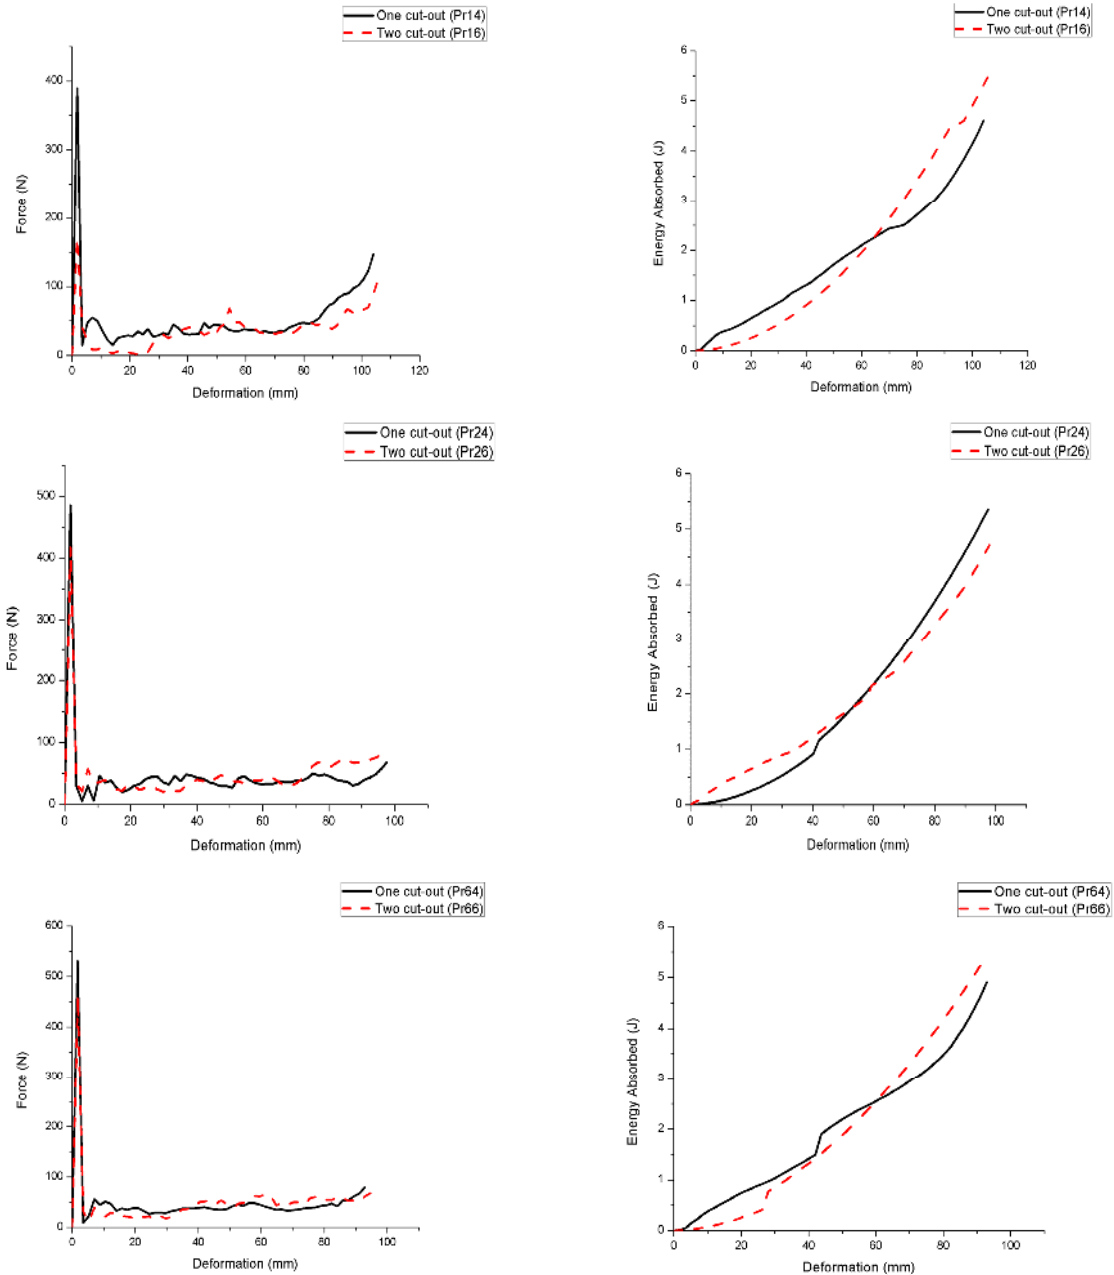 One cut-out (Pr14)
Two cut-out (Pr16)
400
300
200
100
0
Force (N)
0 20 40 60 80 100 120
Deformation (mm)
One cut-out (Pr14)
Two cut-out (Pr16)
6
5
4
3
2
1
0
Energy Absorbed (J)
0 20 40 60 80 100 120
Deformation (mm)
One cut-out (Pr24)
Two cut-out (Pr26)
500
400
300
200
100
0
Force (N)
0 20 40 60 80 100
Deformation (mm)
One cut-out (Pr24)
Two cut-out (Pr26)
6
5
4
3
2
1
0
Energy Absorbed (J)
0 20 40 60 80 100
Deformation (mm)
One cut-out (Pr64)
Two cut-out (Pr66)
600
500
400
300
200
100
0
Force (N)
0 20 40 60 80 100
Deformation (mm)
One cut-out (Pr64)
Two cut-out (Pr66)
6
5
4
3
2
1
0
Energy Absorbed (J)
0 20 40 60 80 100
Deformation (mm)